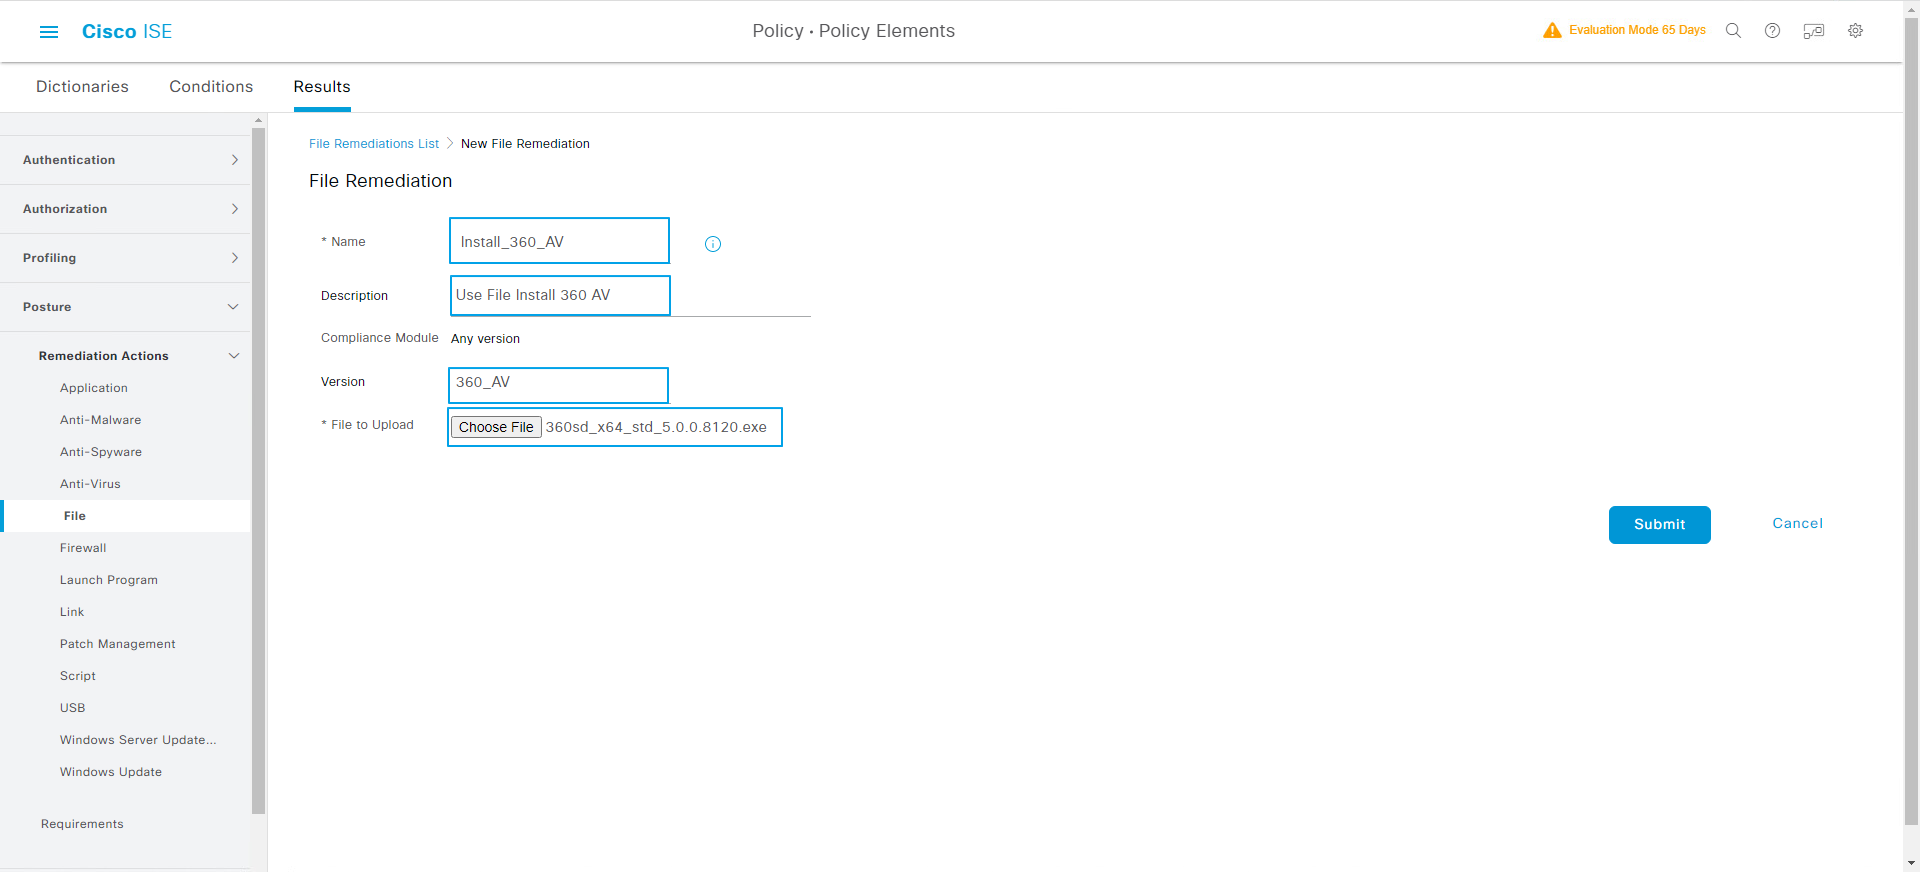 Cisco ISE
Policy • Policy Elements
Evaluation Mode 65 Days
Dictionaries
Conditions
Results
Authentication
Authorization
Profiling
Posture
Remediation Actions
Application
Anti-Malware
Anti-Spyware
Anti-Virus
File
Firewall
Launch Program
Link
Patch Management
Script
USB
Windows Server Update...
Windows Update
Requirements
File Remediations List > New File Remediation
File Remediation
* Name Install_360_AV
Description Use File Install 360 AV
Compliance Module Any version
Version 360_AV
* File to Upload Choose File 360sd_x64_std_5.0.0.8120.exe
Submit Cancel